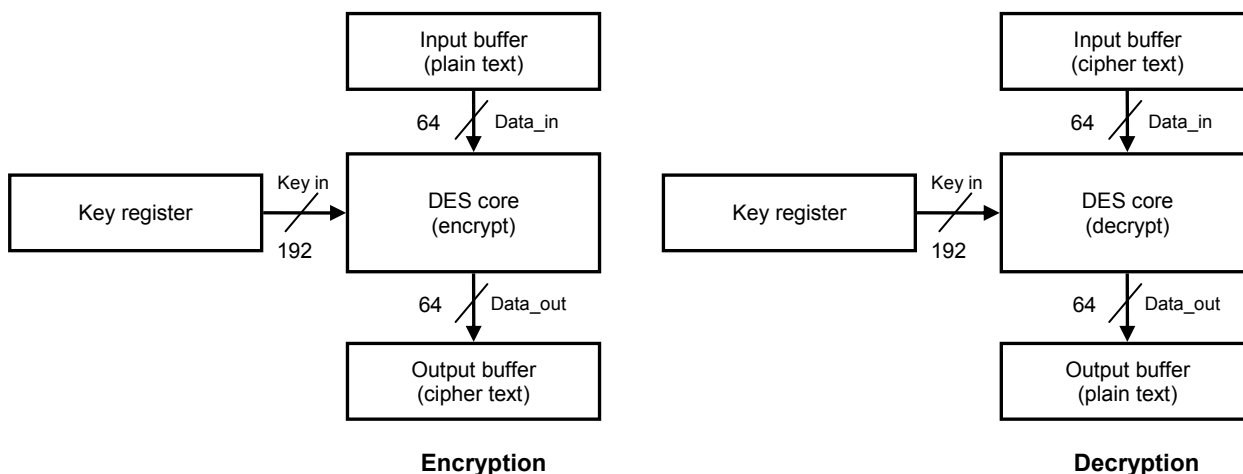 Input buffer
(plain text)
64
Data_in
Key register
Key in
192
DES core
(encrypt)
64
Data_out
Output buffer
(cipher text)
Encryption
Input buffer
(cipher text)
64
Data_in
Key register
Key in
192
DES core
(decrypt)
64
Data_out
Output buffer
(plain text)
Decryption